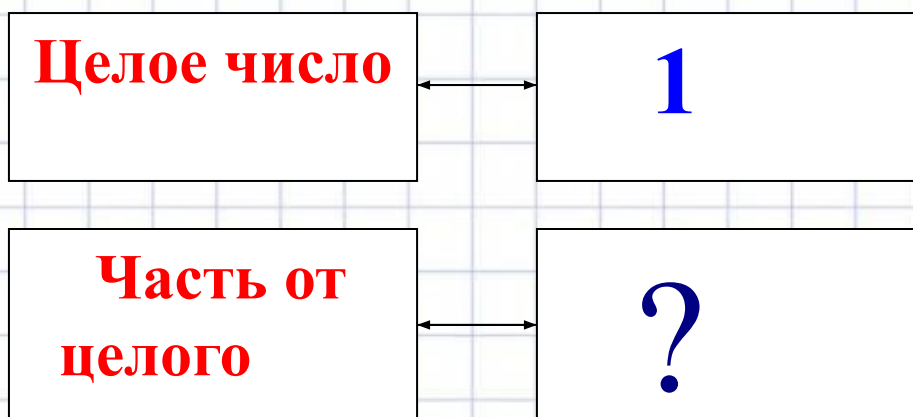 Целое число
1
Часть от
целого
?